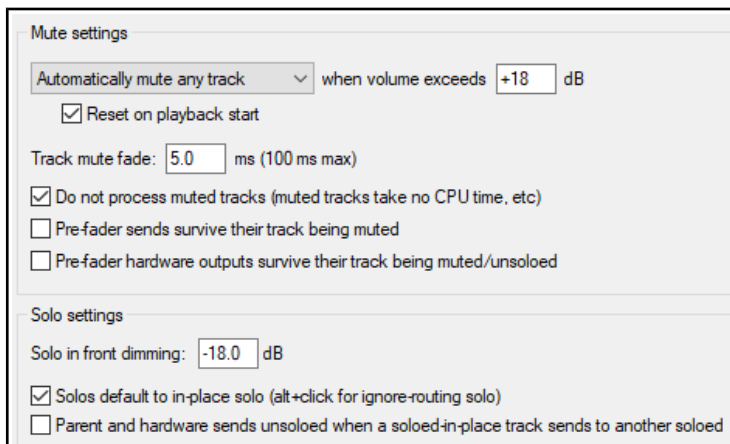 Mute settings
Automatically mute any track when volume exceeds +18 dB
Reset on playback start
Track mute fade: 5.0 ms (100 ms max)
Do not process muted tracks (muted tracks take no CPU time, etc)
Pre-fader sends survive their track being muted
Pre-fader hardware outputs survive their track being muted/unsoloed
Solo settings
Solo in front dimming: -18.0 dB
Solos default to in-place solo (alt+click for ignore-routing solo)
Parent and hardware sends unsoloed when a soloed-in-place track sends to another soloed